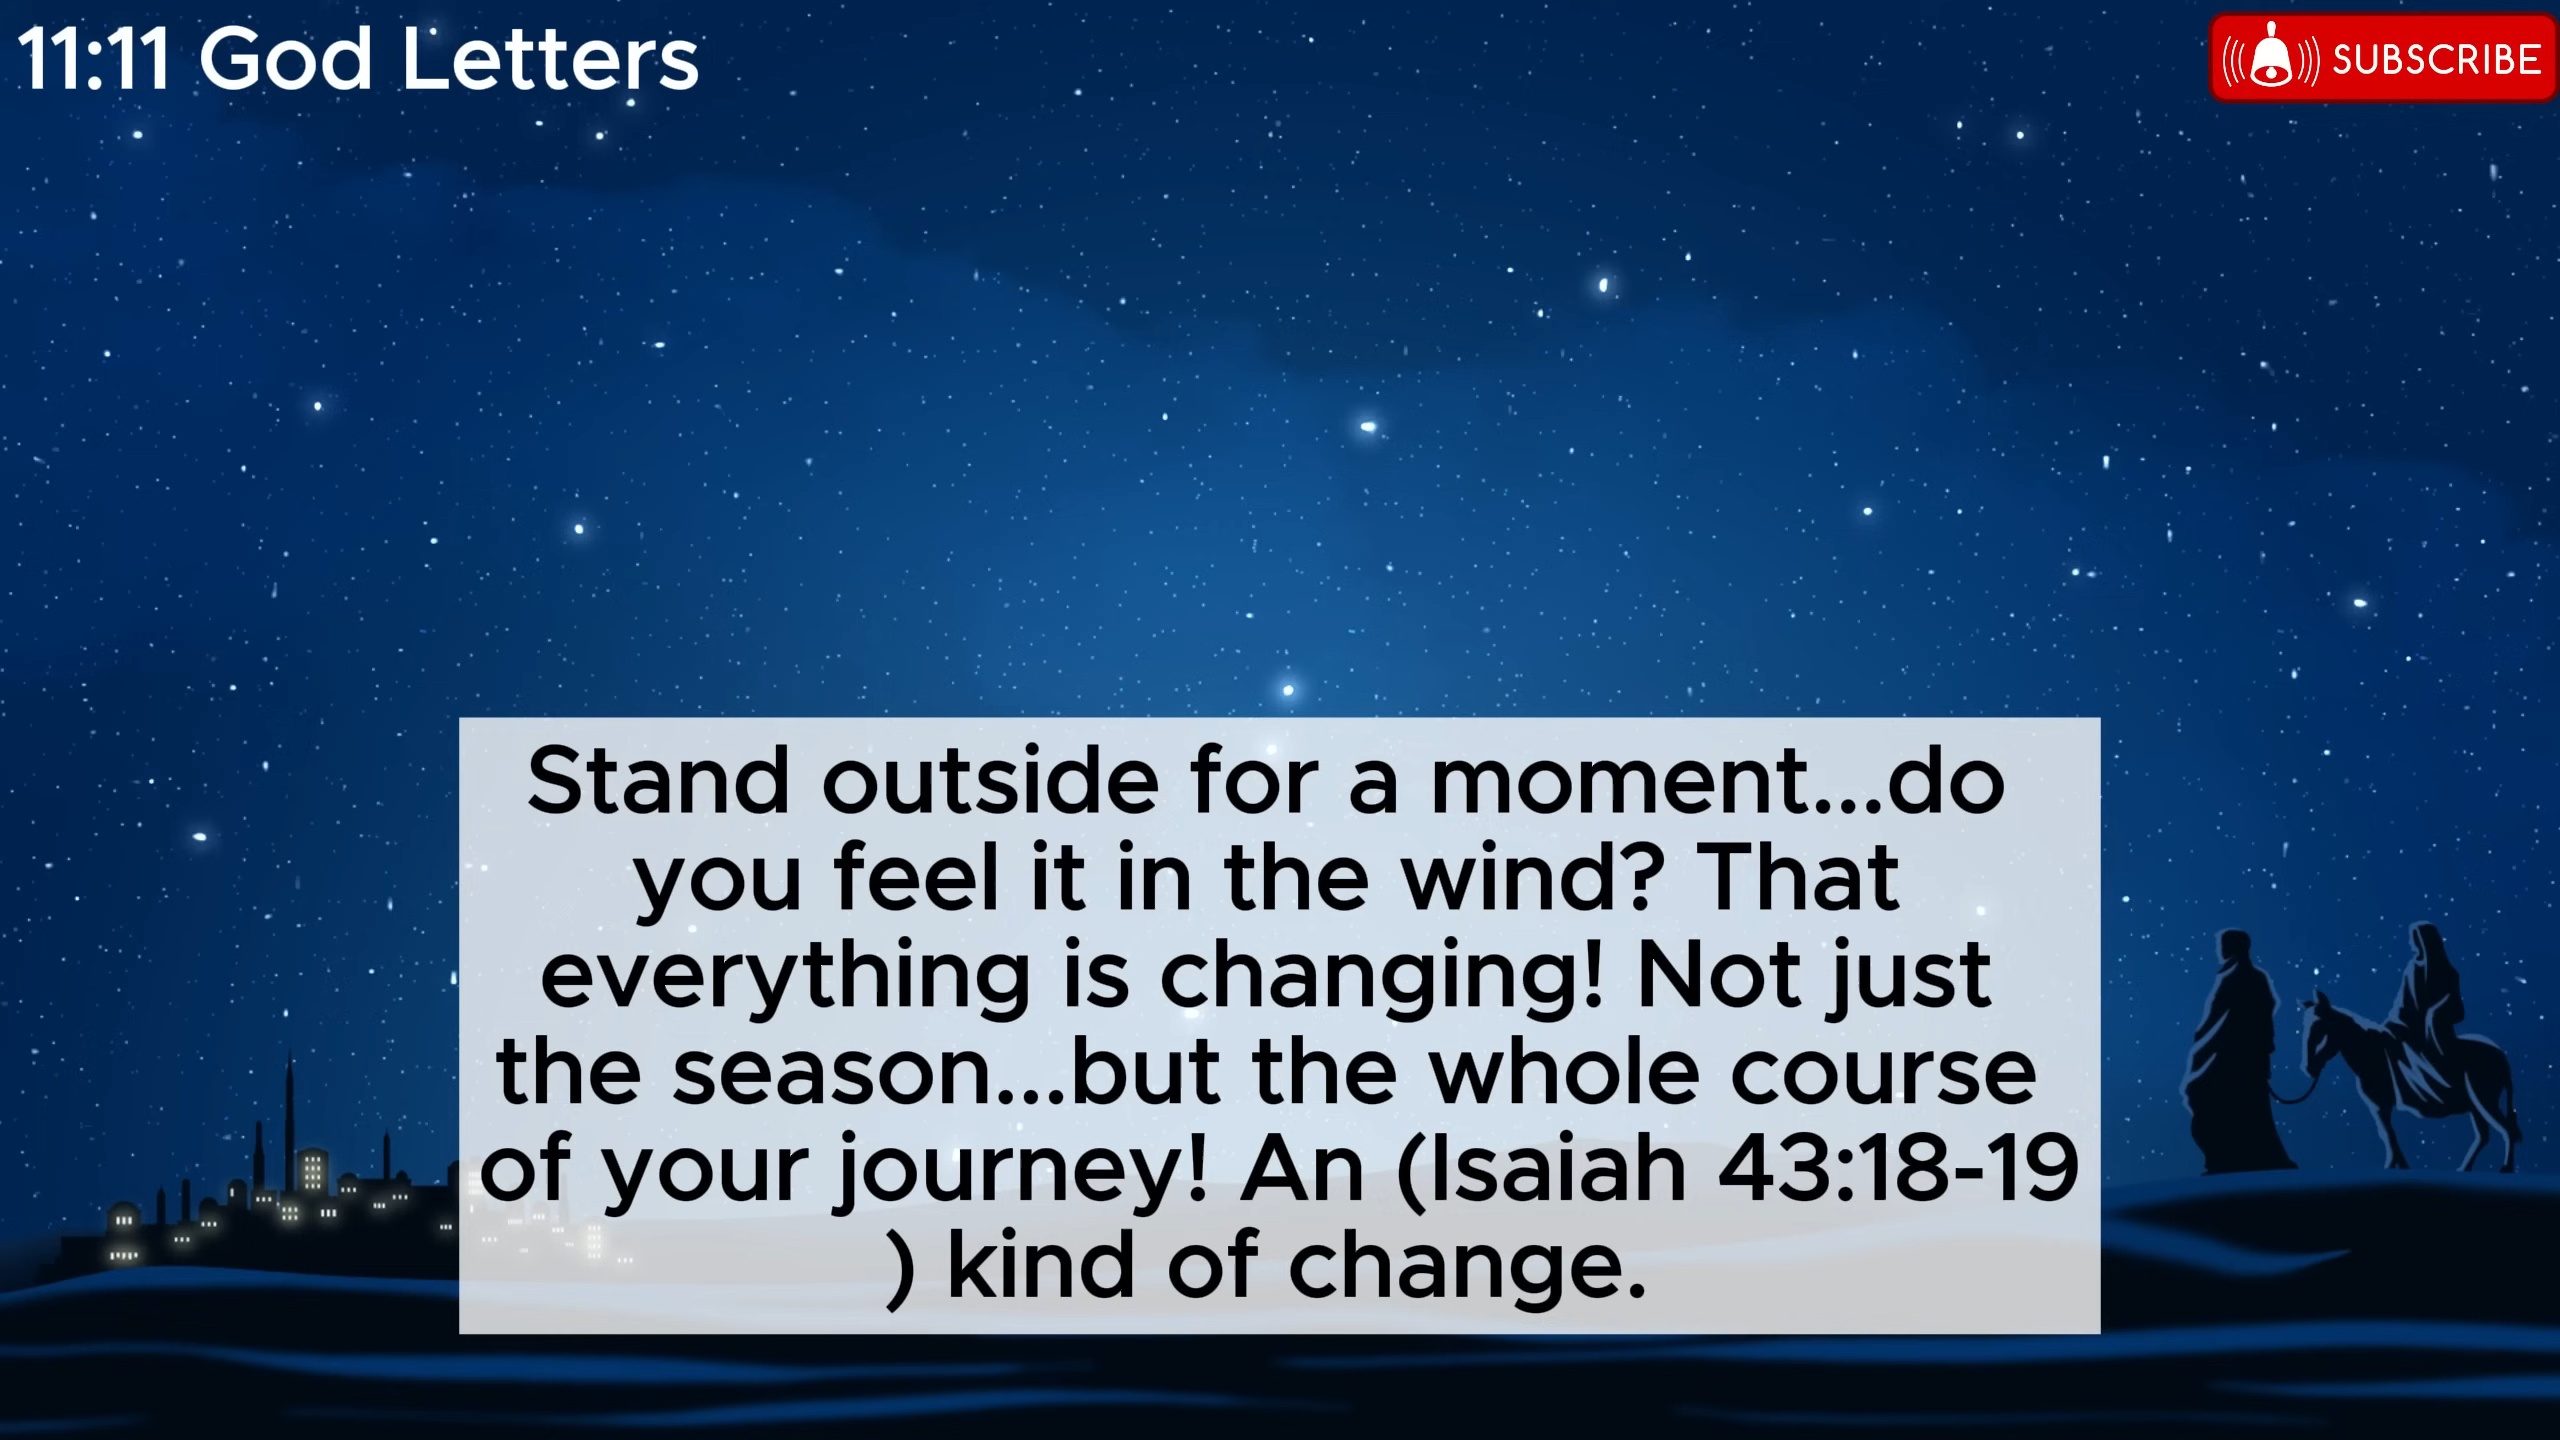 11:11 God Letters
SUBSCRIBE
Stand outside for a moment...do
you feel it in the wind? That
everything is changing! Not just
the season...but the whole course
of your journey! An (Isaiah 43:18-19
) kind of change.